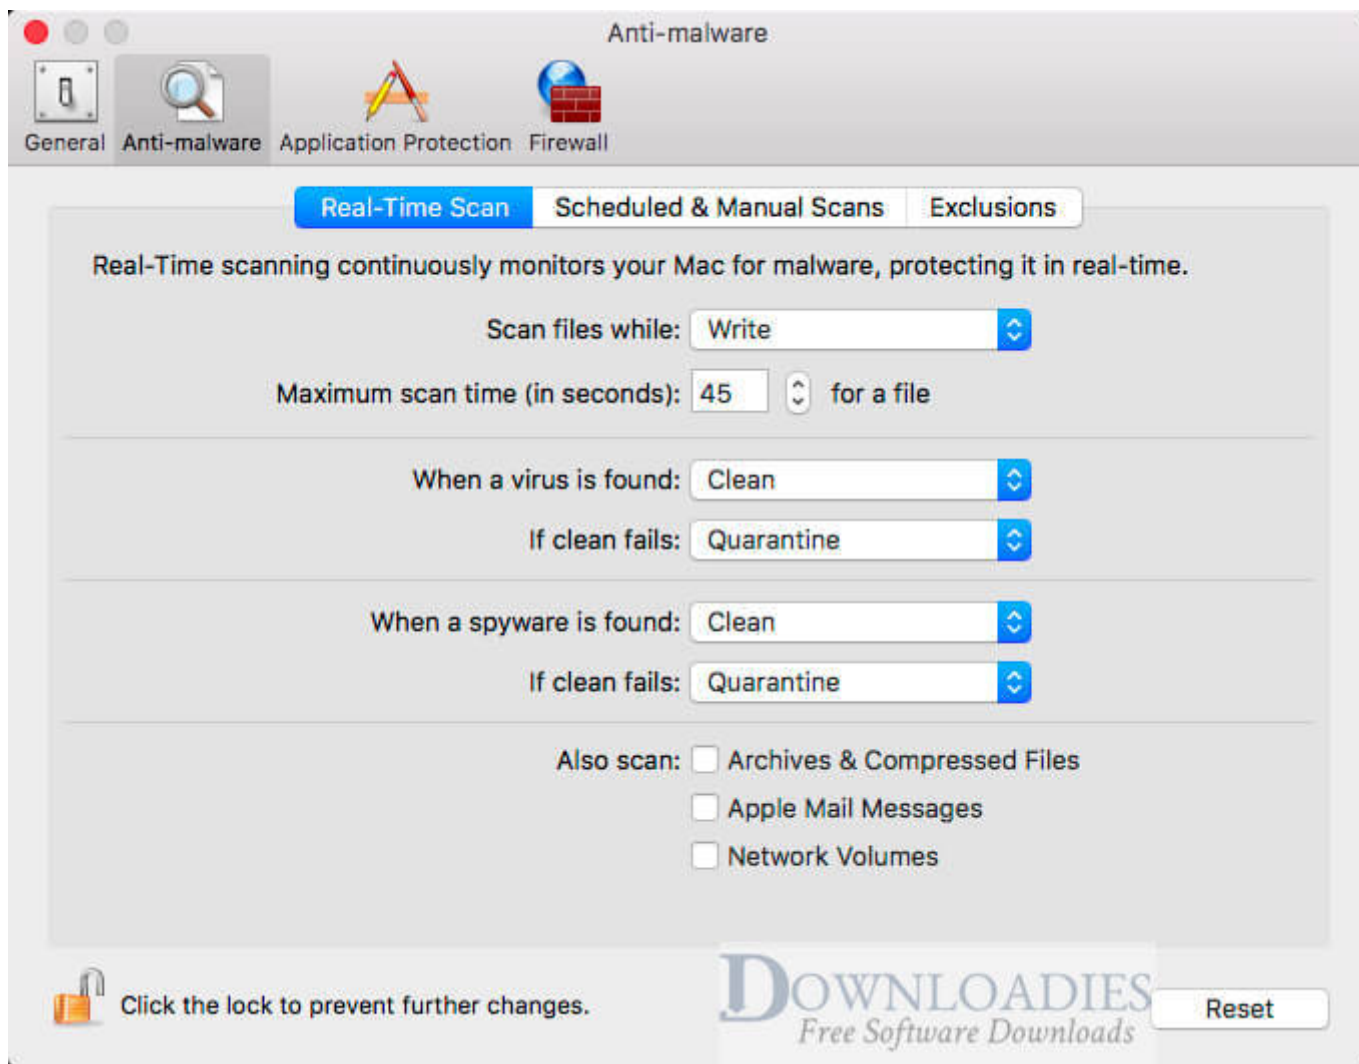 Anti-malware
General Anti-malware Application Protection Firewall
Real-Time Scan Scheduled & Manual Scans Exclusions
Real-Time scanning continuously monitors your Mac for malware, protecting it in real-time.
Scan files while: Write
Maximum scan time (in seconds): 45 for a file
When a virus is found: Clean
If clean fails: Quarantine
When a spyware is found: Clean
If clean fails: Quarantine
Also scan: Archives & Compressed Files
Apple Mail Messages
Network Volumes
Click the lock to prevent further changes.
DOWNLOADIES
Free Software Downloads
Reset